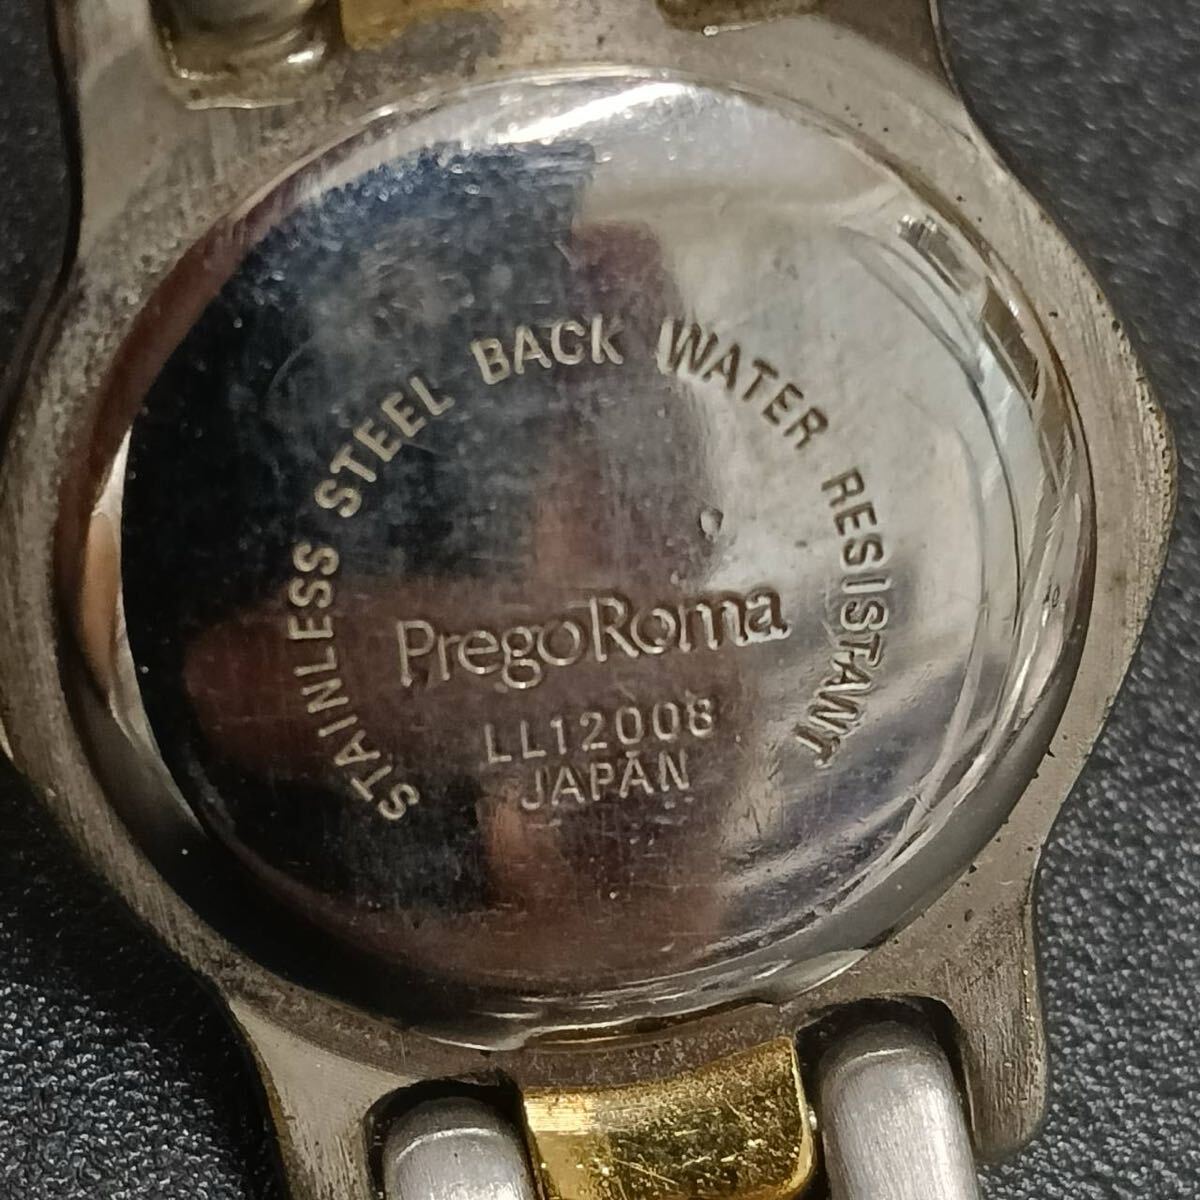 STAINLESS STEEL BACK WATER RESISTANT
PregoRoma
LL12008
JAPAN